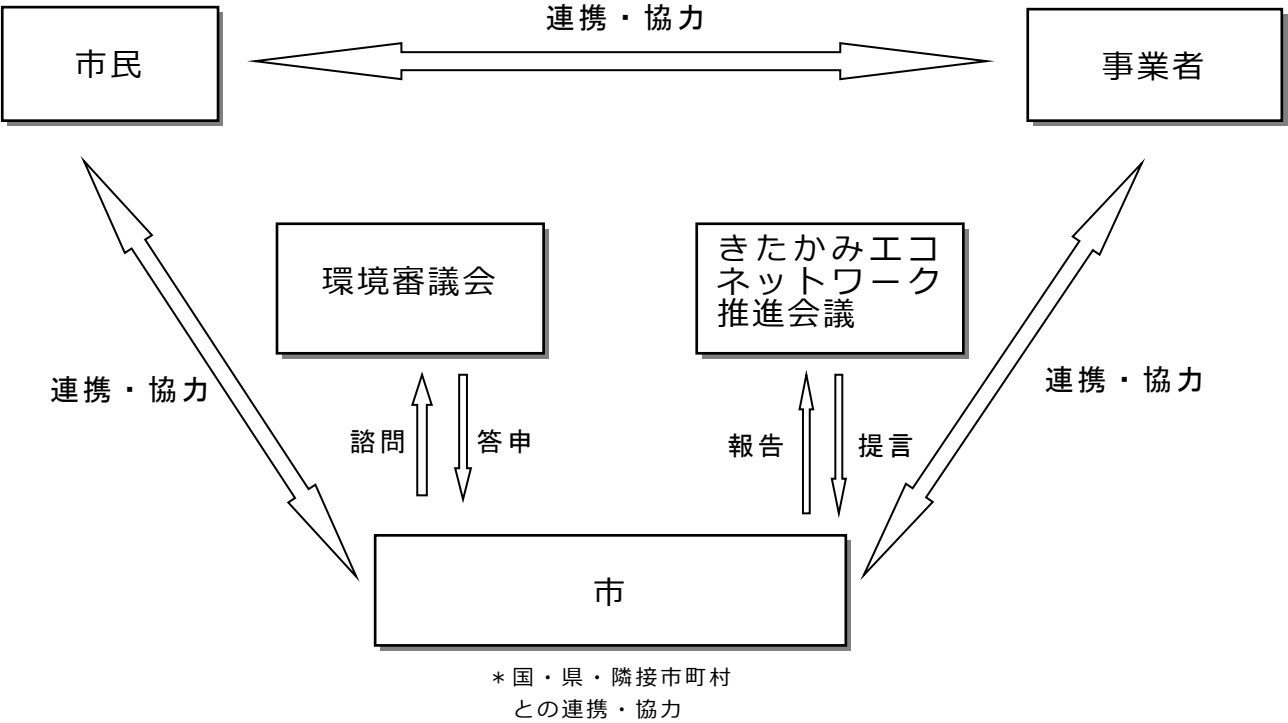 連携・協力
市民
事業者
環境審議会
きたかみエコ
ネットワーク
推進会議
連携・協力
連携・協力
諮問
答申
報告
提言
市
＊国・県・隣接市町村
との連携・協力